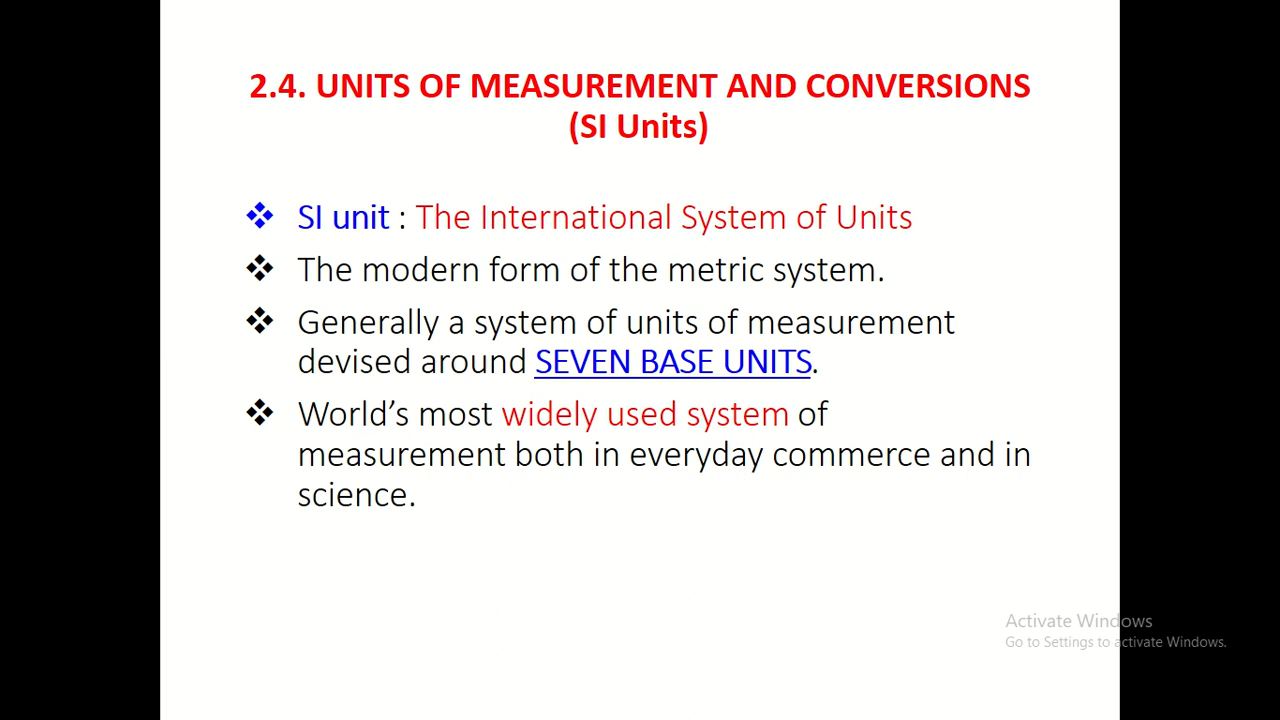 2.4. UNITS OF MEASUREMENT AND CONVERSIONS
(SI Units)
❖ SI unit : The International System of Units
❖ The modern form of the metric system.
❖ Generally a system of units of measurement
devised around SEVEN BASE UNITS.
❖ World’s most widely used system of
measurement both in everyday commerce and in
science.
Activate Windows
Go to Settings to activate Windows.